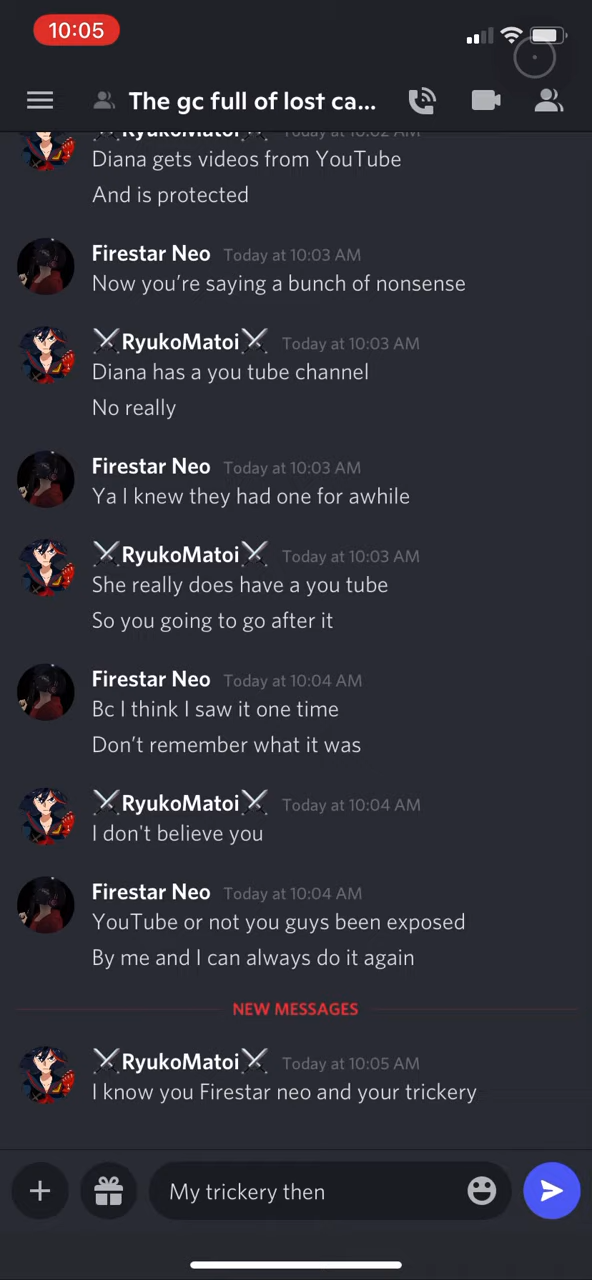 10:05
The gc full of lost ca...
⚔RyukoMatoi⚔ Today at 10:02 AM
Diana gets videos from YouTube
And is protected
Firestar Neo Today at 10:03 AM
Now you’re saying a bunch of nonsense
⚔RyukoMatoi⚔ Today at 10:03 AM
Diana has a you tube channel
No really
Firestar Neo Today at 10:03 AM
Ya I knew they had one for awhile
⚔RyukoMatoi⚔ Today at 10:03 AM
She really does have a you tube
So you going to go after it
Firestar Neo Today at 10:04 AM
Bc I think I saw it one time
Don’t remember what it was
⚔RyukoMatoi⚔ Today at 10:04 AM
I don't believe you
Firestar Neo Today at 10:04 AM
YouTube or not you guys been exposed
By me and I can always do it again
NEW MESSAGES
⚔RyukoMatoi⚔ Today at 10:05 AM
I know you Firestar neo and your trickery
My trickery then